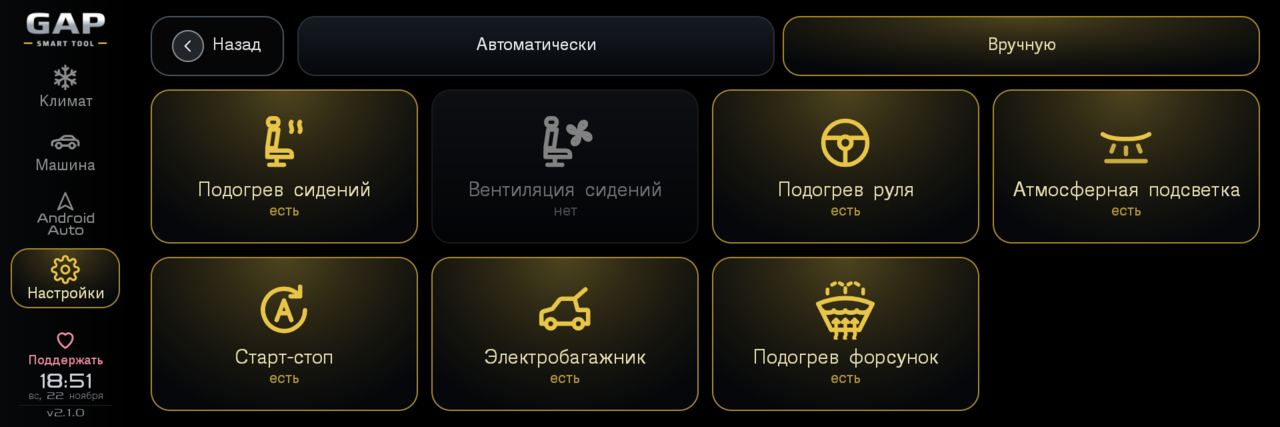 GAP
SMART TOOL
Климат
Машина
Android
Auto
Настройки
Поддержать
18:51
вс, 22 ноября
v2.1.0
Назад
Автоматически
Вручную
Подогрев сидений
есть
Вентиляция сидений
нет
Подогрев руля
есть
Атмосферная подсветка
есть
A
Старт-стоп
есть
Электробагажник
есть
Подогрев форсунок
есть